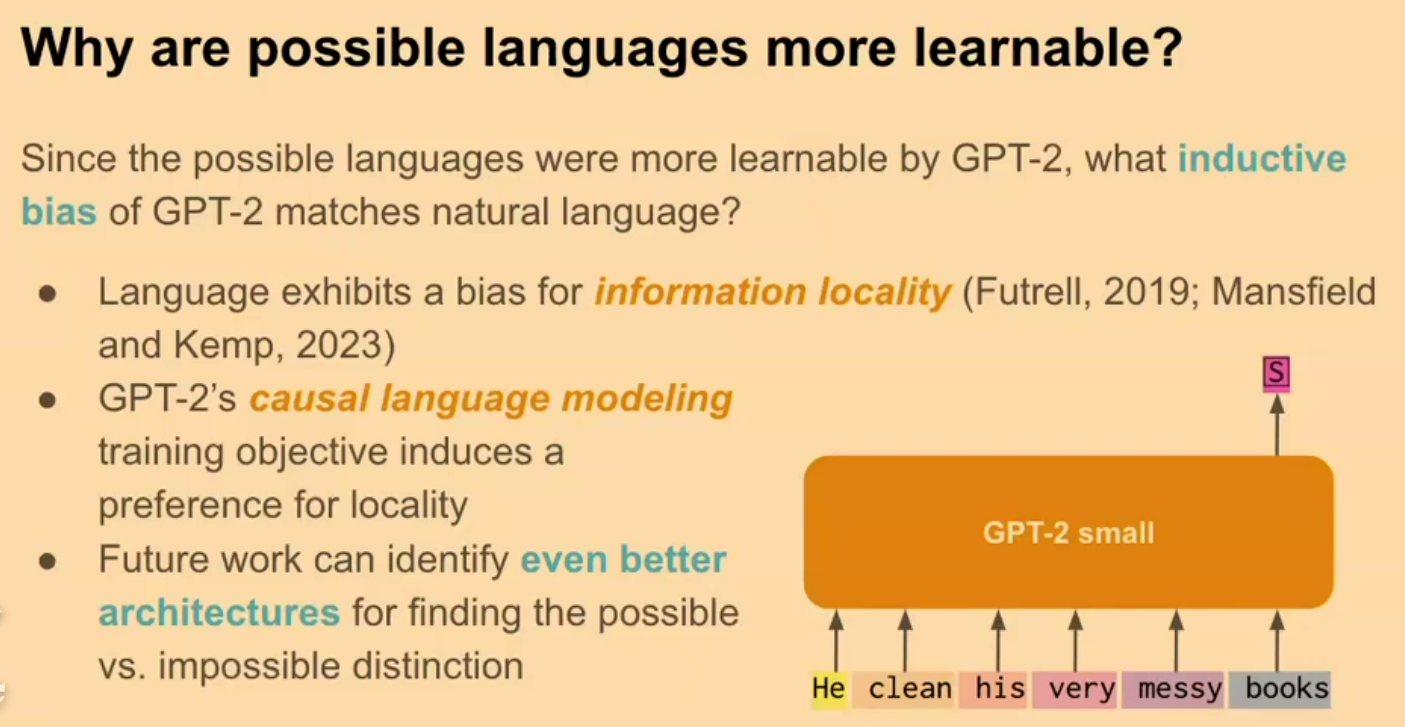 Why are possible languages more learnable?
Since the possible languages were more learnable by GPT-2, what inductive
bias of GPT-2 matches natural language?
● Language exhibits a bias for information locality (Futrell, 2019; Mansfield
and Kemp, 2023)
● GPT-2’s causal language modeling
training objective induces a
preference for locality
● Future work can identify even better
architectures for finding the possible
vs. impossible distinction
S
GPT-2 small
He clean his very messy books